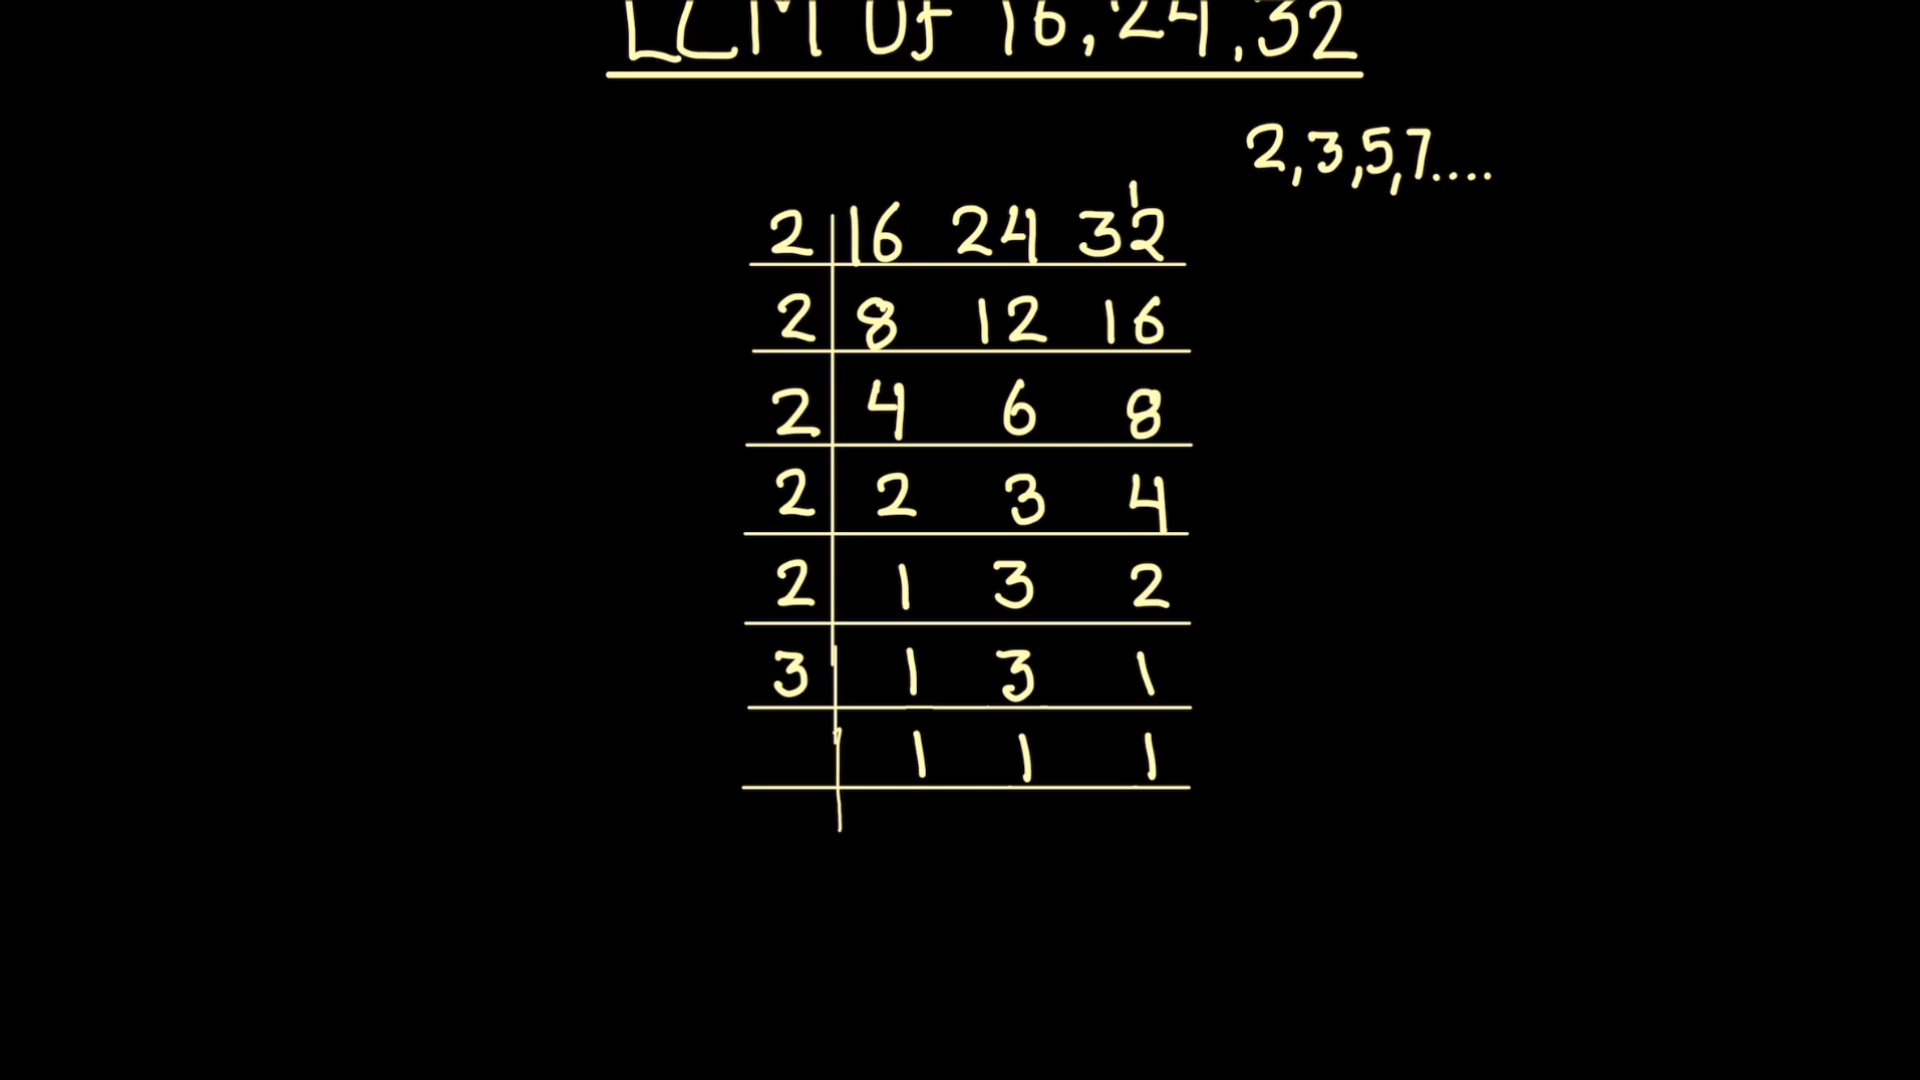 LCM of 16,24,32
2,3,5,7....
1
2 16 24 32
2 8 12 16
2 4 6 8
2 2 3 4
2 1 3 2
3 1 3 1
1 1 1